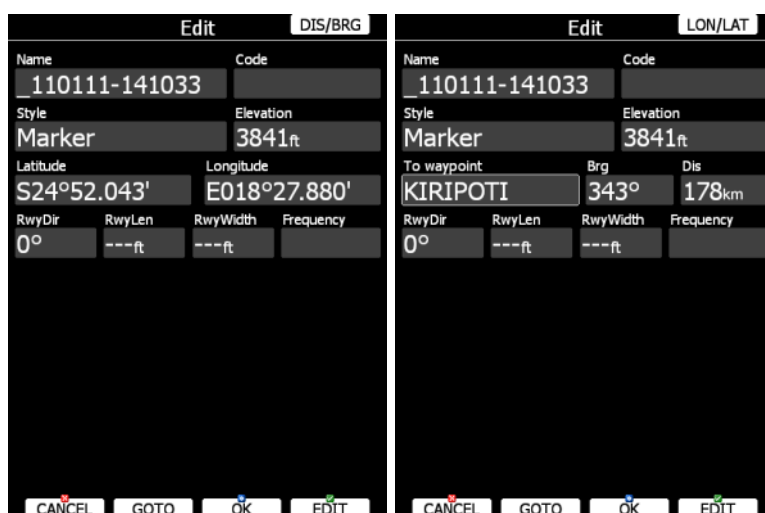 Edit DIS/BRG
Name Code
_110111-141033
Style Elevation
Marker 3841ft
Latitude Longitude
S24°52.043' E018°27.880'
RwyDir RwyLen RwyWidth Frequency
0° ---ft ---ft
CANCEL GOTO OK EDIT
Edit LON/LAT
Name Code
_110111-141033
Style Elevation
Marker 3841ft
To waypoint Brg Dis
KIRIPOTI 343° 178km
RwyDir RwyLen RwyWidth Frequency
0° ---ft ---ft
CANCEL GOTO OK EDIT